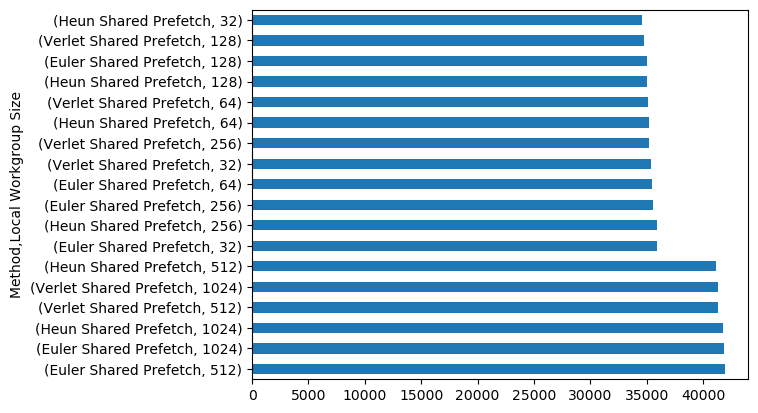 Method,Local Workgroup Size
(Heun Shared Prefetch, 32)
(Verlet Shared Prefetch, 128)
(Euler Shared Prefetch, 128)
(Heun Shared Prefetch, 128)
(Verlet Shared Prefetch, 64)
(Heun Shared Prefetch, 64)
(Verlet Shared Prefetch, 256)
(Verlet Shared Prefetch, 32)
(Euler Shared Prefetch, 64)
(Euler Shared Prefetch, 256)
(Heun Shared Prefetch, 256)
(Euler Shared Prefetch, 32)
(Heun Shared Prefetch, 512)
(Verlet Shared Prefetch, 1024)
(Verlet Shared Prefetch, 512)
(Heun Shared Prefetch, 1024)
(Euler Shared Prefetch, 1024)
(Euler Shared Prefetch, 512)
0 5000 10000 15000 20000 25000 30000 35000 40000